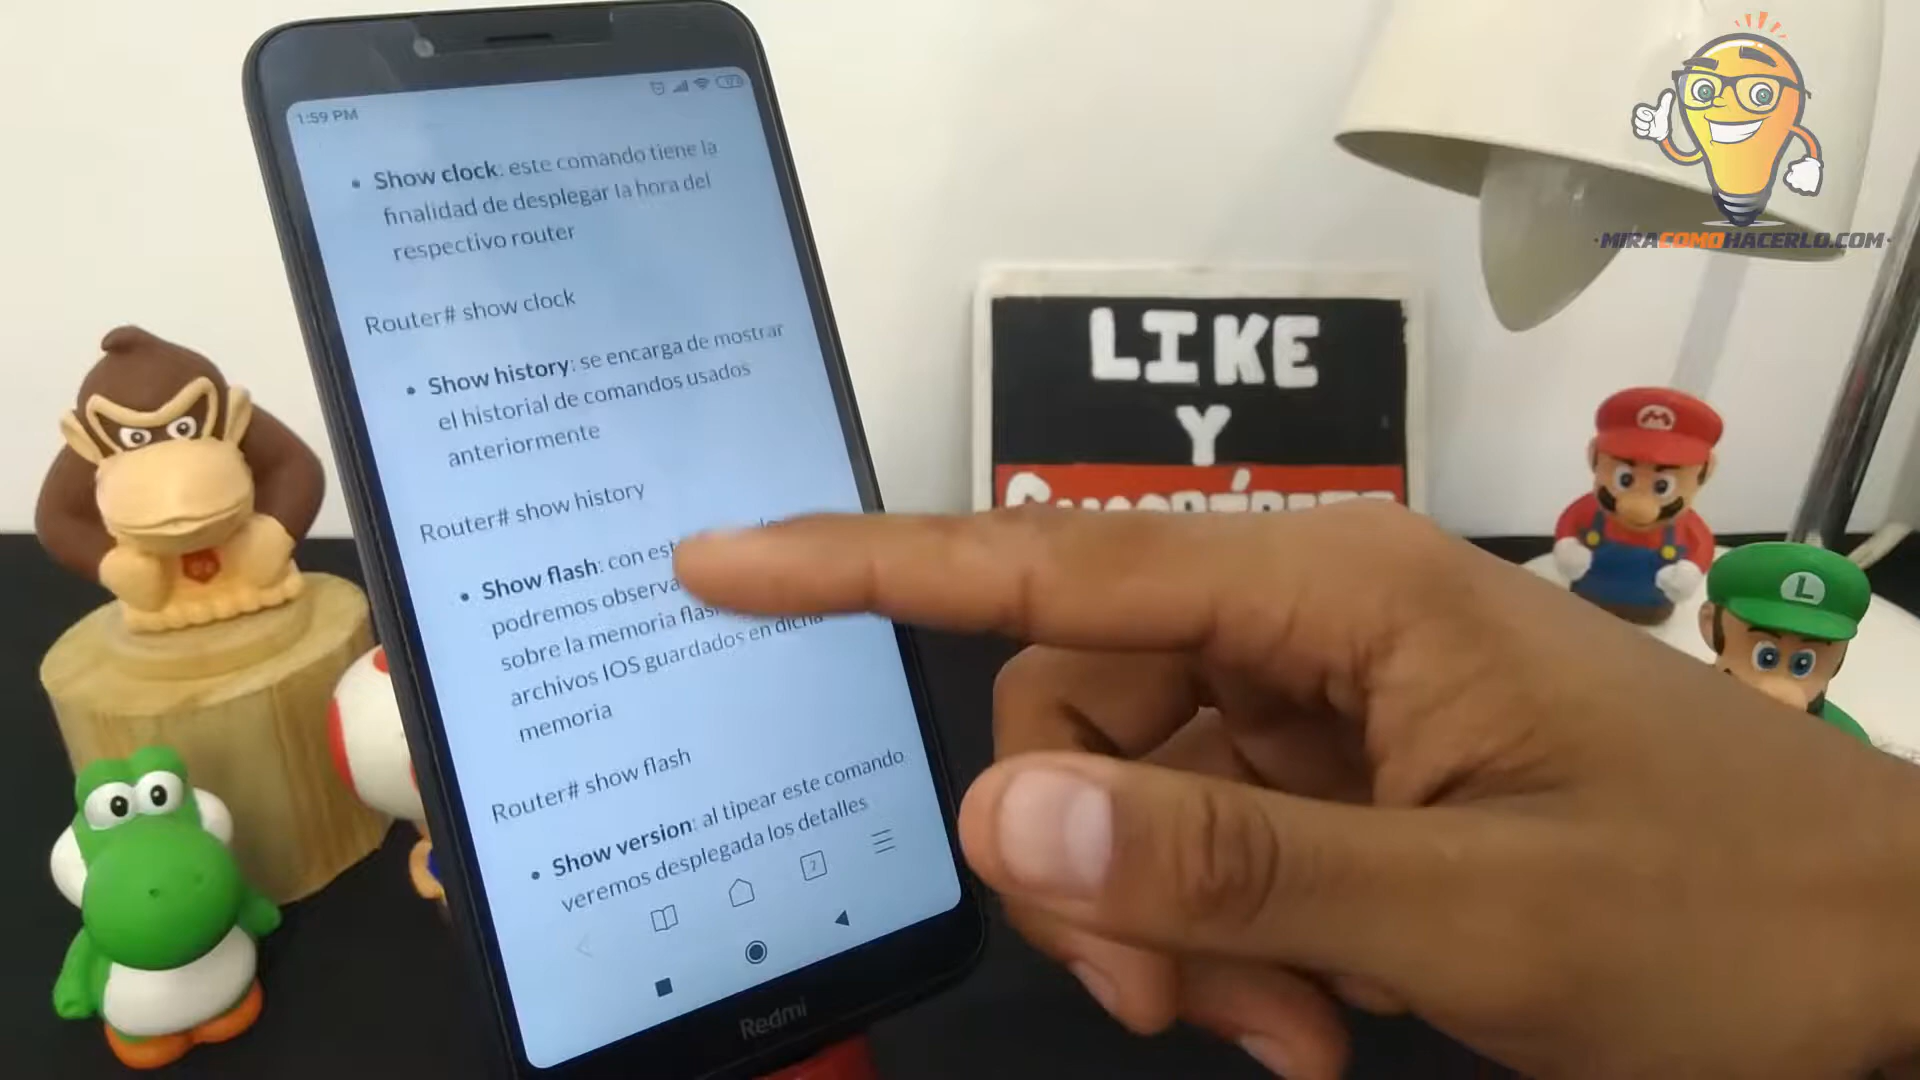 1:59 PM
Show clock: este comando tiene la
finalidad de desplegar la hora del
respectivo router
Router# show clock
Show history: se encarga de mostrar
el historial de comandos usados
anteriormente
Router# show history
Show flash: con
podremos
sobre la memoria
archivos IOS guardados en dicha
memoria
Router# show flash
Show version: al tipear este comando
veremos desplegada los detalles
2
Redmi
LIKE
Y
M
L
MIRACOMOHACERLO.COM